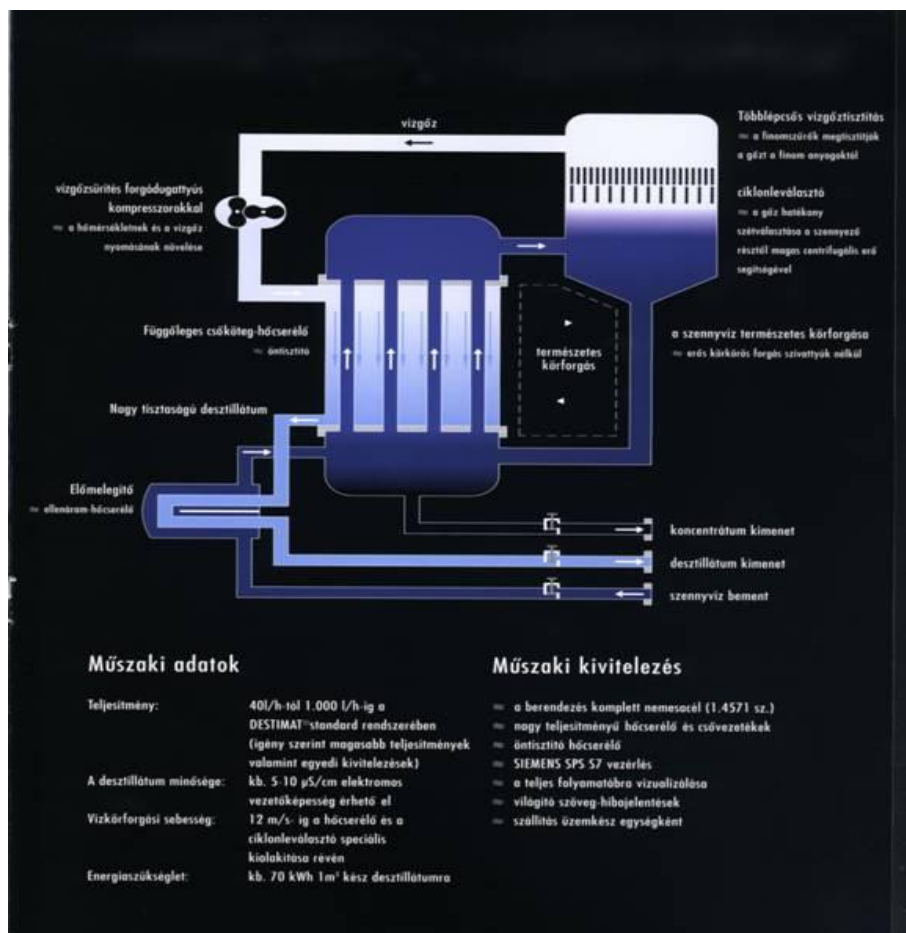 vízgőz
Többlépcsős vízgőztisztítás
a finomszűrők megtisztítják
a gőzt a finom anyagoktól
ciklonleválasztó
a gőz hatékony
szétválasztása a szennyező
résztől magas centrifugális erő
segítségével
vízgőzsűrítés forgódugattyús
kompresszorokkal
a hőmérsékletnek és a vízgőz
nyomásának növelése
Függőleges csőköteg-hőcserélő
öntisztító
természetes
körforgás
a szennyvíz természetes körforgása
erős körkörös forgás szivattyúk nélkül
Nagy tisztaságú desztillátum
Előmelegítő
ellenáram-hőcserélő
koncentrátum kimenet
desztillátum kimenet
szennyvíz bement
Műszaki adatok
Teljesítmény: 40l/h-tól 1.000 l/h-ig a
DESTIMAT standard rendszerében
(igény szerint magasabb teljesítmények
valamint egyedi kivitelezések)
A desztillátum minősége: kb. 5-10 µS/cm elektromos
vezetőképesség érhető el
Vízkörforgási sebesség: 12 m/s- ig a hőcserélő és a
ciklonleválasztó speciális
kialakítása révén
Energiaszükséglet: kb. 70 kWh 1m³ kész desztillátumra
Műszaki kivitelezés
a berendezés komplett nemesacél (1.4571 sz.)
nagy teljesítményű hőcserélő és csővezetékek
öntisztító hőcserélő
SIEMENS SPS S7 vezérlés
a teljes folyamatábra vizualizálása
világító szöveg-hibajelentések
szállítás üzemkész egységként